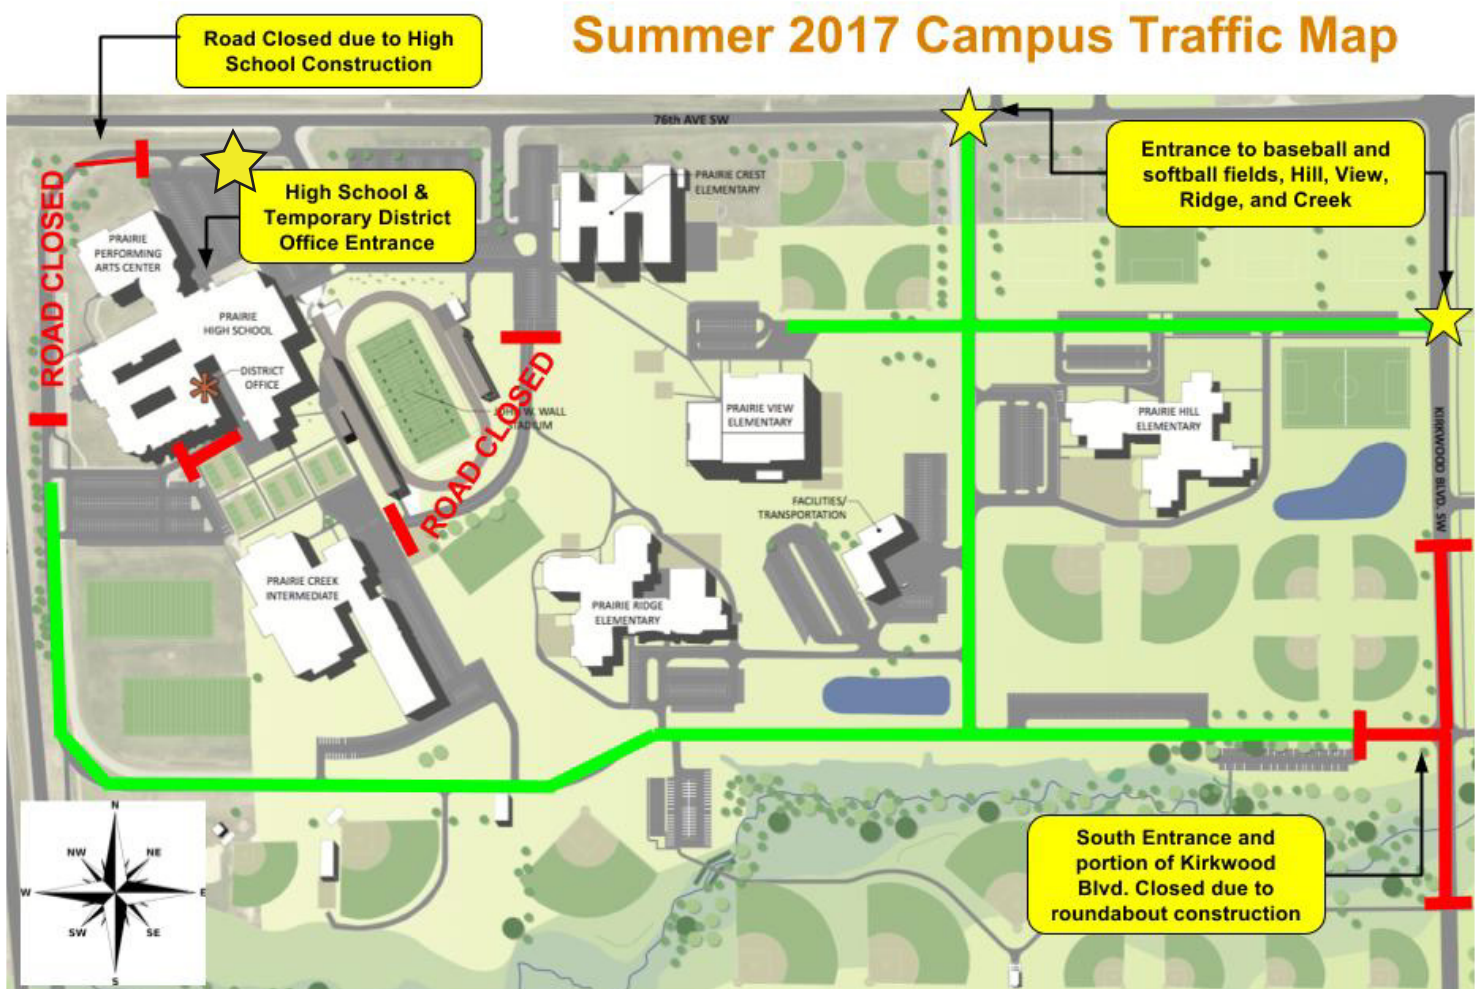 Summer 2017 Campus Traffic Map
Road Closed due to High
School Construction
76th AVE SW
Entrance to baseball and
softball fields, Hill, View,
Ridge, and Creek
High School &
Temporary District
Office Entrance
PRAIRIE CREST
ELEMENTARY
ROAD CLOSED
PRAIRIE
PERFORMING
ARTS CENTER
PRAIRIE
HIGH SCHOOL
DISTRICT
OFFICE
JOHN W. WALL
STADIUM
ROAD CLOSED
PRAIRIE VIEW
ELEMENTARY
PRAIRIE HILL
ELEMENTARY
KIRKWOOD BLVD. SW
FACILITIES/
TRANSPORTATION
PRAIRIE CREEK
INTERMEDIATE
PRAIRIE RIDGE
ELEMENTARY
South Entrance and
portion of Kirkwood
Blvd. Closed due to
roundabout construction
N
NW NE
W E
SW SE
S